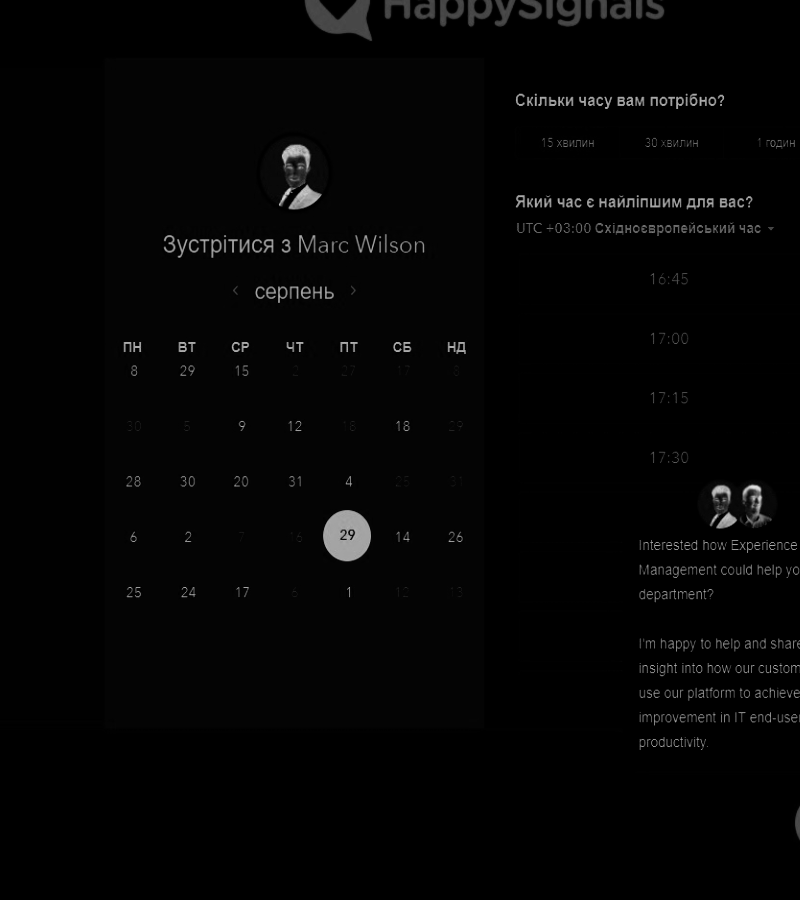 HappySignals
Зустрітися з Marc Wilson
серпень
ПН ВТ СР ЧТ ПТ СБ НД
8 29 15 2 27 17 8
30 5 9 12 18 18 29
28 30 20 31 4 25 31
6 2 7 16 29 14 26
25 24 17 6 1 12 13
Скільки часу вам потрібно?
15 хвилин 30 хвилин 1 годин
Який час є найліпшим для вас?
UTC +03:00 Східноєвропейський час
16:45
17:00
17:15
17:30
Interested how Experience
Management could help yo
department?
I'm happy to help and share
insight into how our custom
use our platform to achieve
improvement in IT end-user
productivity.